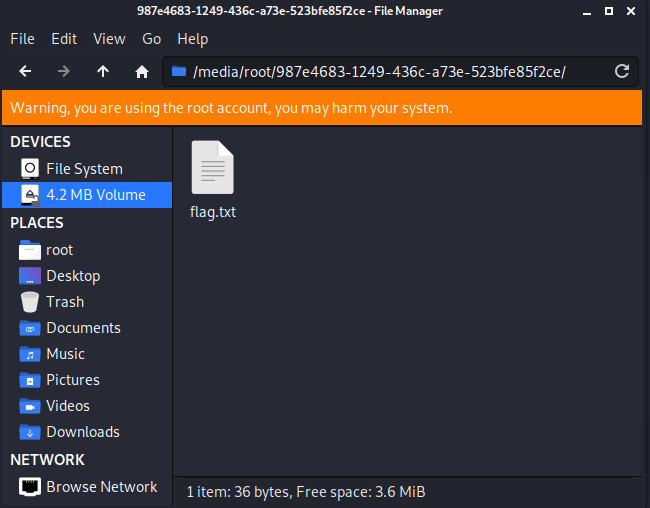 987e4683-1249-436c-a73e-523bfe85f2ce - File Manager
File Edit View Go Help
/media/root/987e4683-1249-436c-a73e-523bfe85f2ce/
Warning, you are using the root account, you may harm your system.
DEVICES
File System
4.2 MB Volume
PLACES
root
Desktop
Trash
Documents
Music
Pictures
Videos
Downloads
NETWORK
Browse Network
flag.txt
1 item: 36 bytes, Free space: 3.6 MiB